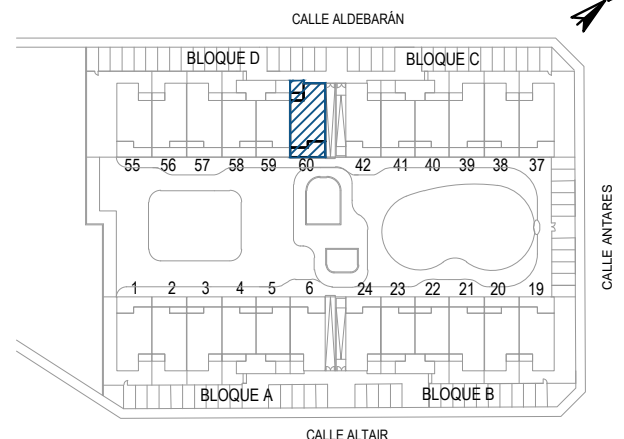 CALLE ALDEBARÁN
BLOQUE D BLOQUE C
55 56 57 58 59 60 42 41 40 39 38 37
CALLE ANTARES
1 2 3 4 5 6 24 23 22 21 20 19
BLOQUE A BLOQUE B
CALLE ALTAIR